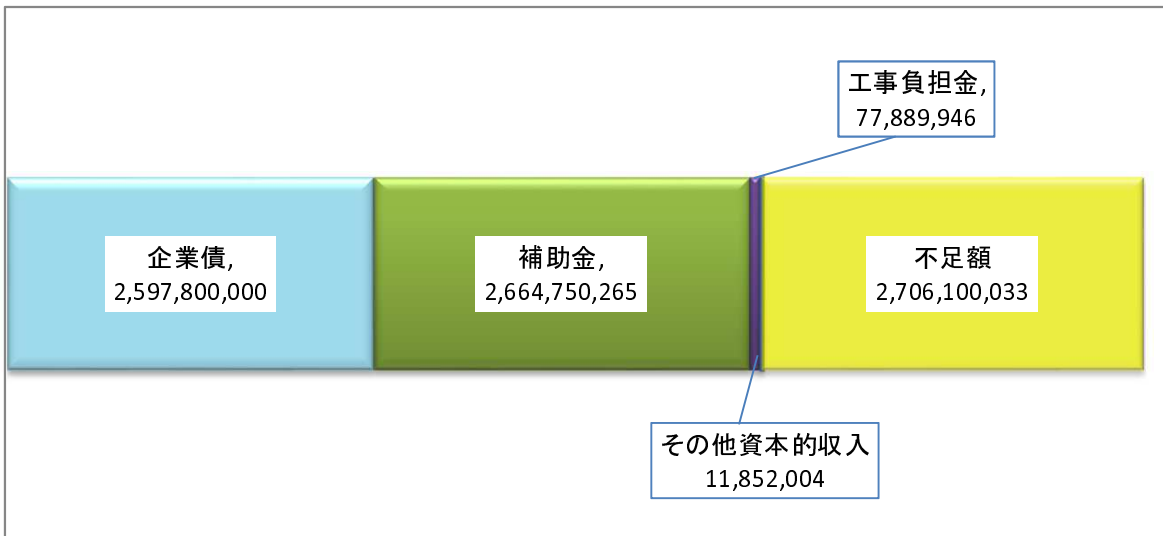 工事負担金,
77,889,946
企業債,
2,597,800,000
補助金,
2,664,750,265
不足額
2,706,100,033
その他資本的収入
11,852,004